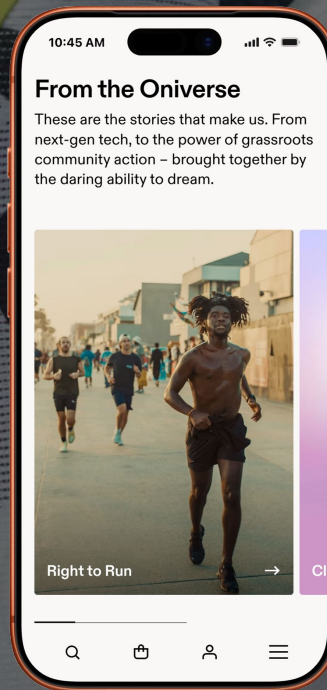 10:45 AM
From the Oniverse
These are the stories that make us. From
next-gen tech, to the power of grassroots
community action – brought together by
the daring ability to dream.
Right to Run →
Cl